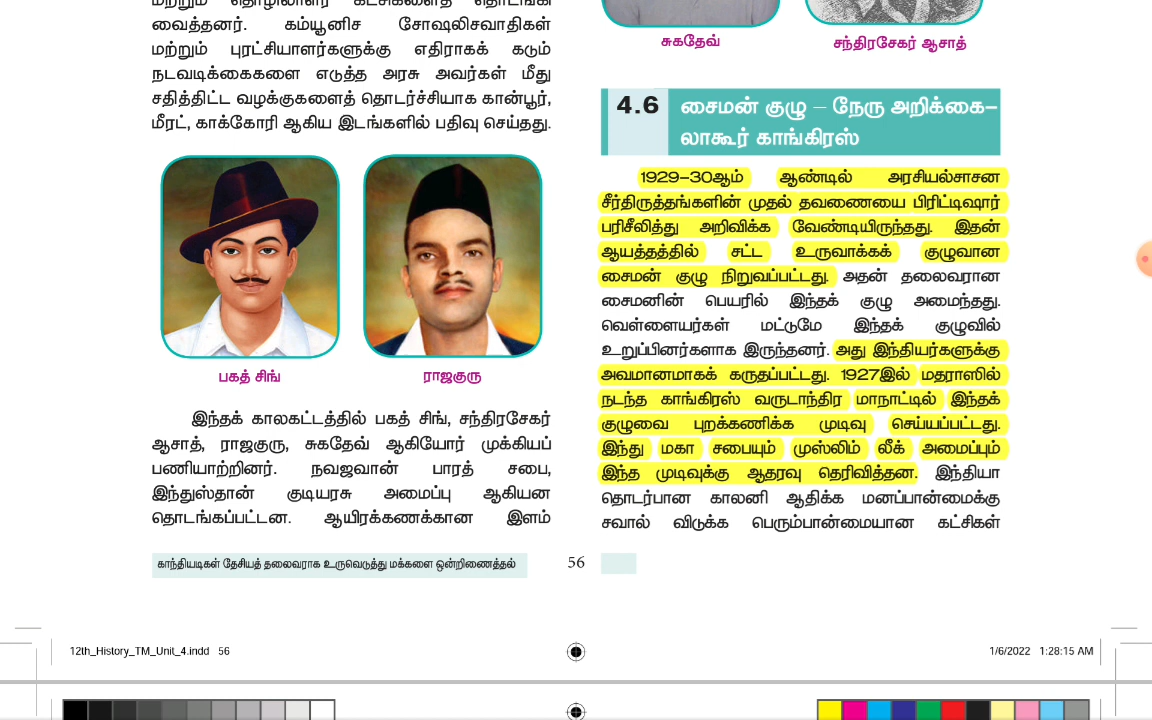 மற்றும் தொழிலாளர் கட்சிகளைத் தொடங்கி
வைத்தனர். கம்யூனிச சோஷலிசவாதிகள்
மற்றும் புரட்சியாளர்களுக்கு எதிராகக் கடும்
நடவடிக்கைகளை எடுத்த அரசு அவர்கள் மீது
சதித்திட்ட வழக்குகளைத் தொடர்ச்சியாக கான்பூர்,
மீரட், காக்கோரி ஆகிய இடங்களில் பதிவு செய்தது.
பகத் சிங்
ராஜகுரு
இந்தக் காலகட்டத்தில் பகத் சிங், சந்திரசேகர்
ஆசாத், ராஜகுரு, சுகதேவ் ஆகியோர் முக்கியப்
பணியாற்றினர். நவஜவான் பாரத் சபை,
இந்துஸ்தான் குடியரசு அமைப்பு ஆகியன
தொடங்கப்பட்டன. ஆயிரக்கணக்கான இளம்
சுகதேவ்
சந்திரசேகர் ஆசாத்
4.6 சைமன் குழு – நேரு அறிக்கை–
லாகூர் காங்கிரஸ்
1929–30ஆம் ஆண்டில் அரசியல்சாசன
சீர்திருத்தங்களின் முதல் தவணையை பிரிட்டிஷார்
பரிசீலித்து அறிவிக்க வேண்டியிருந்தது. இதன்
ஆயத்தத்தில் சட்ட உருவாக்கக் குழுவான
சைமன் குழு நிறுவப்பட்டது. அதன் தலைவரான
சைமனின் பெயரில் இந்தக் குழு அமைந்தது.
வெள்ளையர்கள் மட்டுமே இந்தக் குழுவில்
உறுப்பினர்களாக இருந்தனர். அது இந்தியர்களுக்கு
அவமானமாகக் கருதப்பட்டது. 1927இல் மதராஸில்
நடந்த காங்கிரஸ் வருடாந்திர மாநாட்டில் இந்தக்
குழுவை புறக்கணிக்க முடிவு செய்யப்பட்டது.
இந்து மகா சபையும் முஸ்லிம் லீக் அமைப்பும்
இந்த முடிவுக்கு ஆதரவு தெரிவித்தன. இந்தியா
தொடர்பான காலனி ஆதிக்க மனப்பான்மைக்கு
சவால் விடுக்க பெரும்பான்மையான கட்சிகள்
காந்தியடிகள் தேசியத் தலைவராக உருவெடுத்து மக்களை ஒன்றிணைத்தல்
56
12th_History_TM_Unit_4.indd 56
1/6/2022 1:28:15 AM